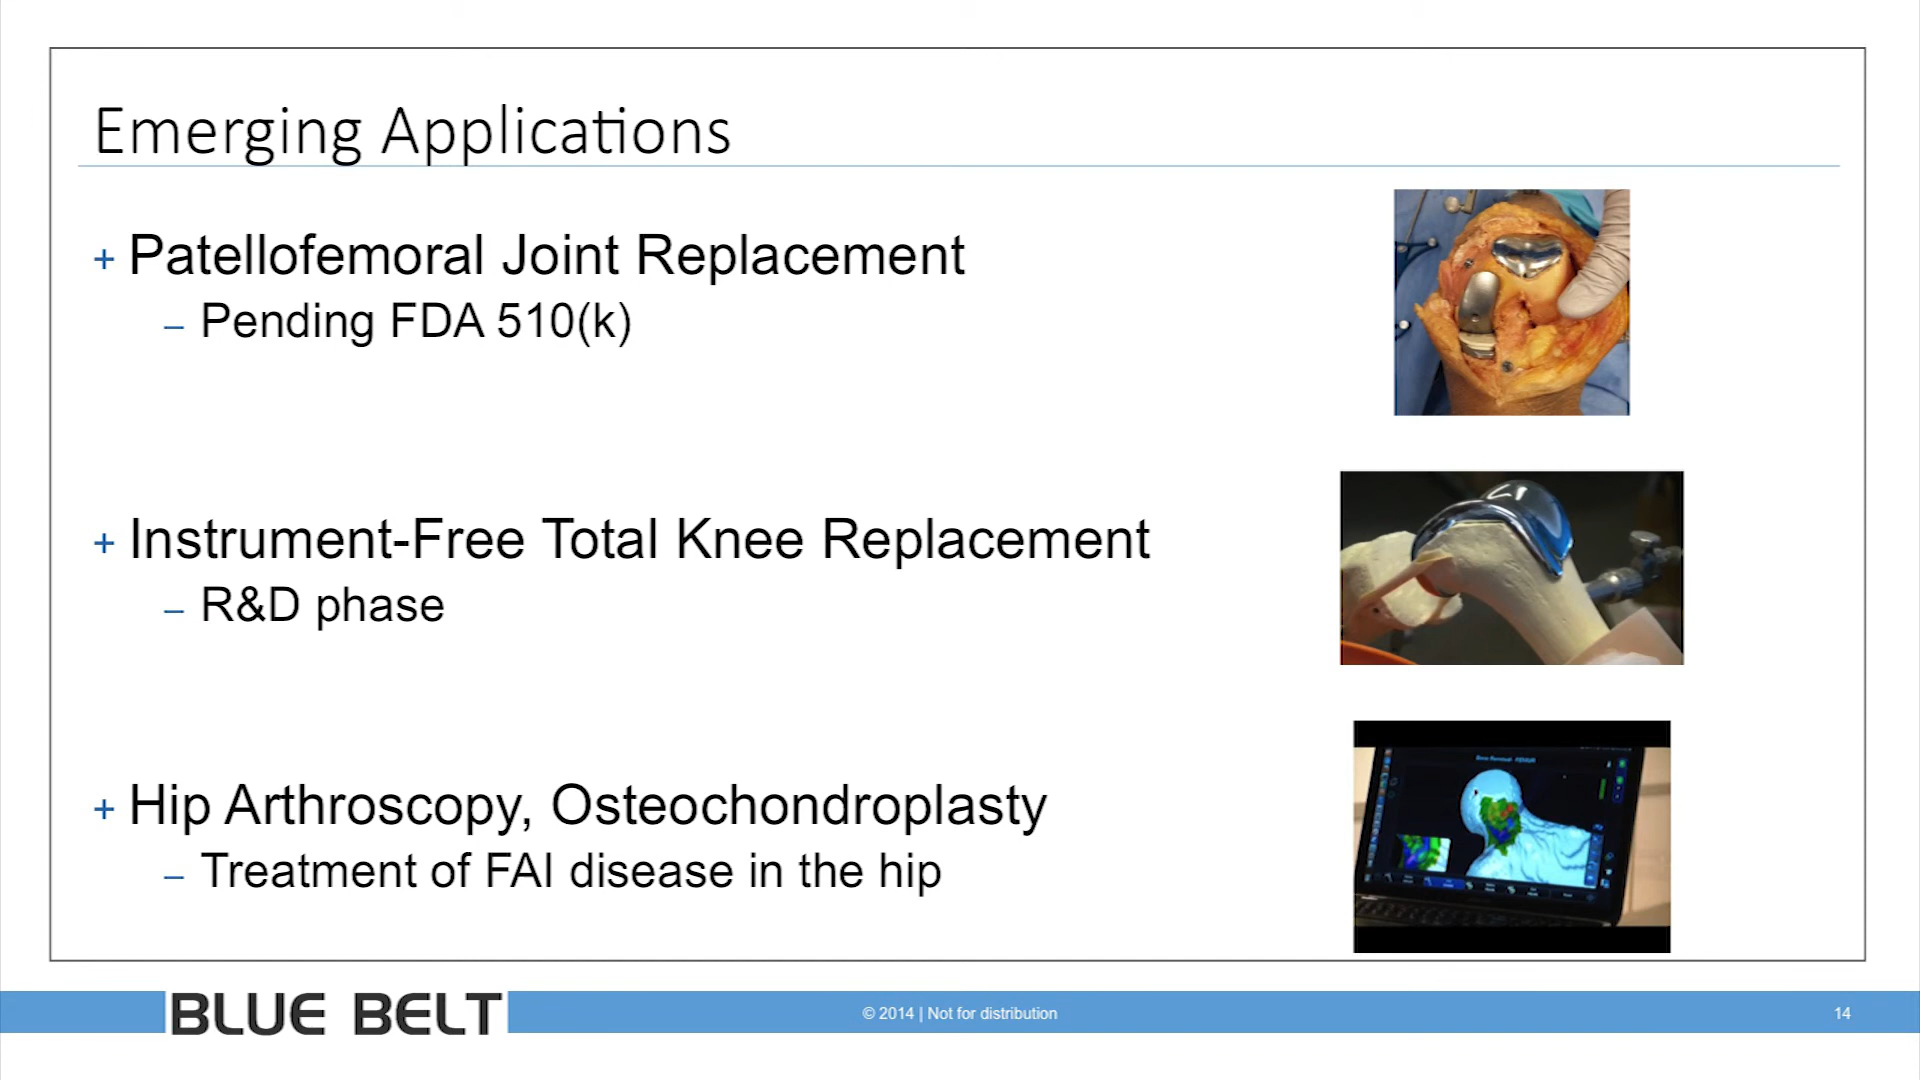 Emerging Applications
+ Patellofemoral Joint Replacement
– Pending FDA 510(k)
+ Instrument-Free Total Knee Replacement
– R&D phase
+ Hip Arthroscopy, Osteochondroplasty
– Treatment of FAI disease in the hip
BLUE BELT
© 2014 | Not for distribution
14